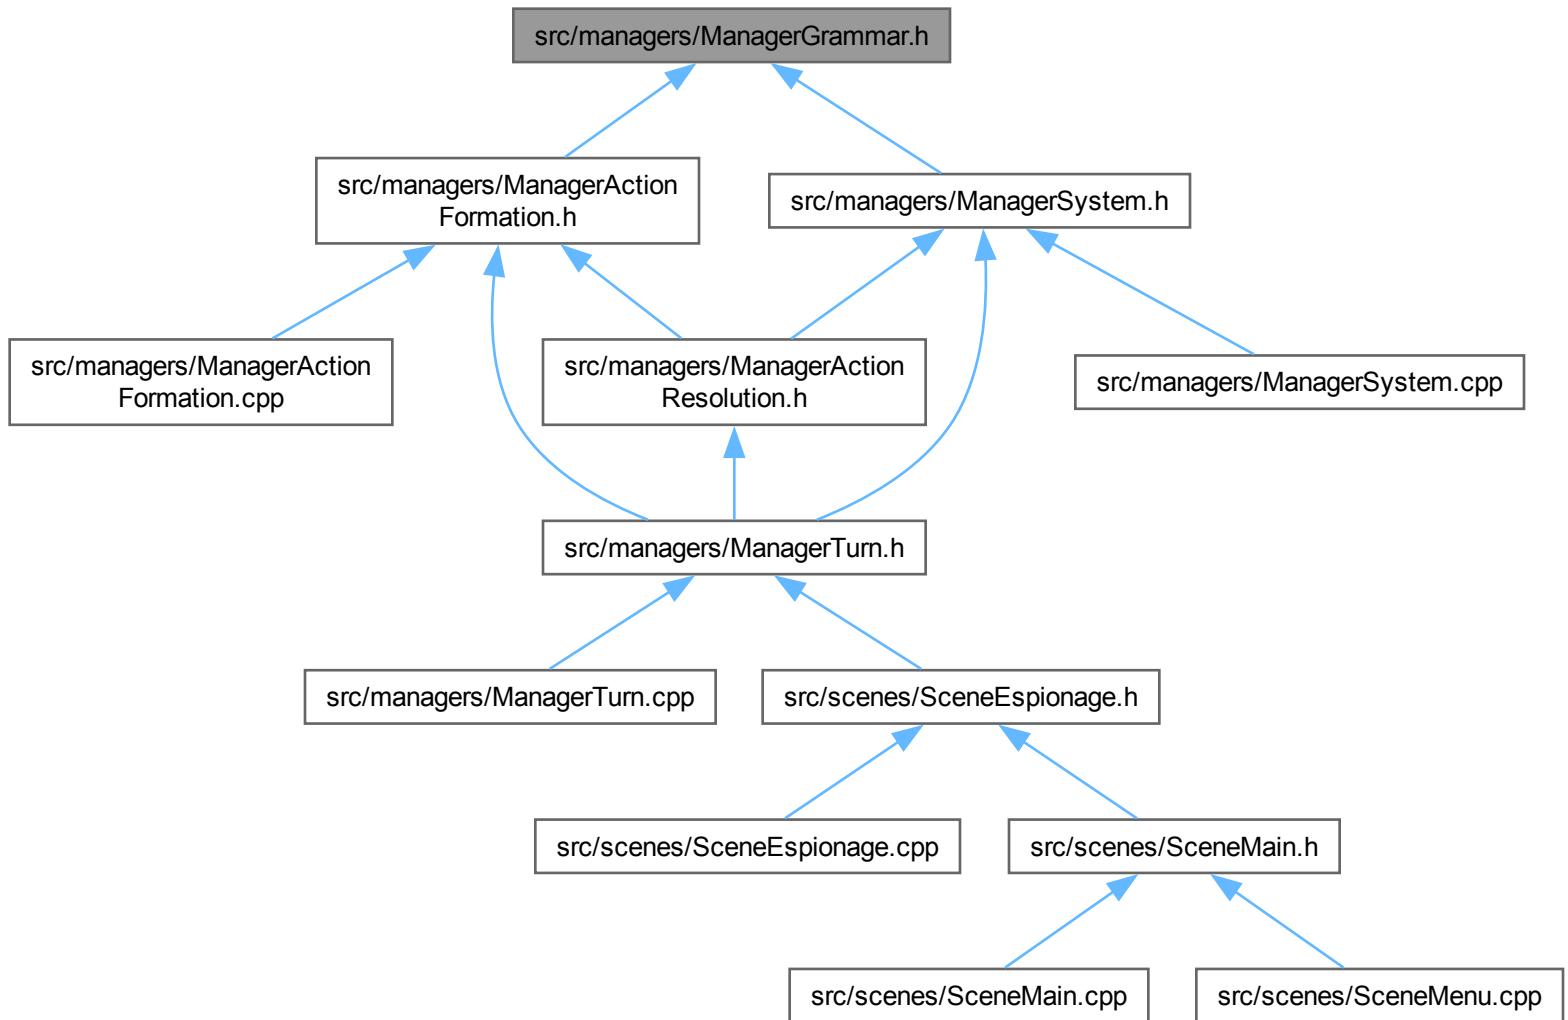 src/managers/ManagerGrammar.h
src/managers/ManagerAction
Formation.h
src/managers/ManagerSystem.h
src/managers/ManagerAction
Formation.cpp
src/managers/ManagerAction
Resolution.h
src/managers/ManagerSystem.cpp
src/managers/ManagerTurn.h
src/managers/ManagerTurn.cpp
src/scenes/SceneEspionage.h
src/scenes/SceneEspionage.cpp
src/scenes/SceneMain.h
src/scenes/SceneMain.cpp
src/scenes/SceneMenu.cpp